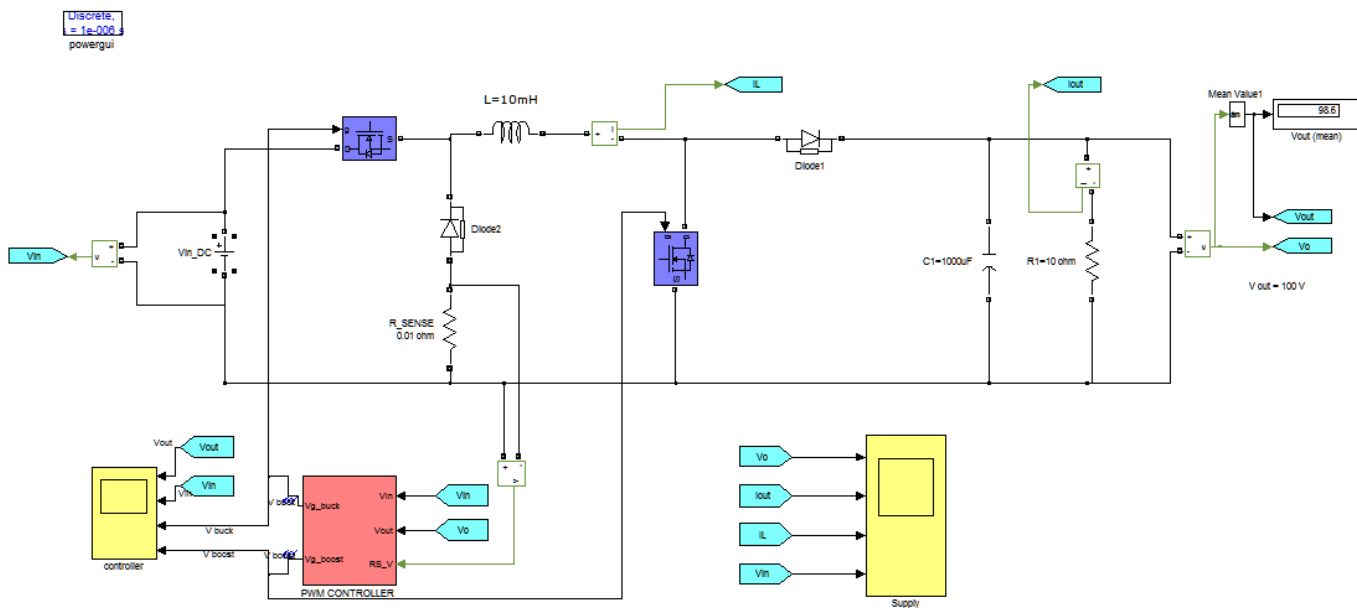 Discrete,
s = 1e-006 s
powergui
L=10mH
IL
Iout
Mean Value1
98.6
Vout (mean)
g
D
S
Diode1
Diode2
Vin
v
Vin_DC
C1=1000uF
R1=10 ohm
Vout
Vo
V out = 100 V
R_SENSE
0.01 ohm
Vout
Vout
Vin
V buck
V boost
controller
Vg_buck
Vg_boost
Vin
Vout
RS_V
Vin
Vo
PWM CONTROLLER
Vo
Iout
IL
Vin
Supply